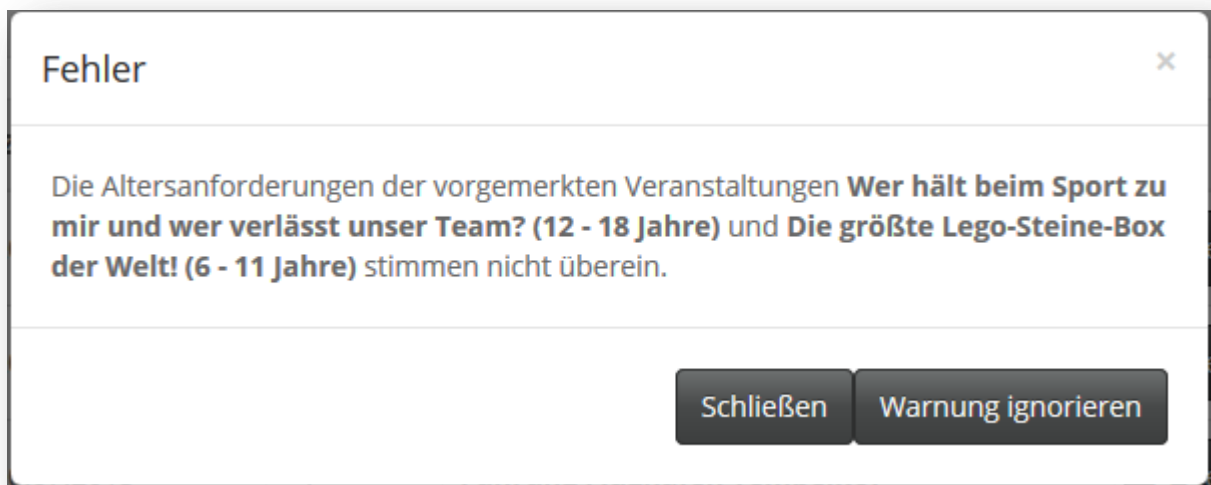 Fehler
×
Die Altersanforderungen der vorgemerkten Veranstaltungen Wer hält beim Sport zu
mir und wer verlässt unser Team? (12 - 18 Jahre) und Die größte Lego-Steine-Box
der Welt! (6 - 11 Jahre) stimmen nicht überein.
Schließen
Warnung ignorieren